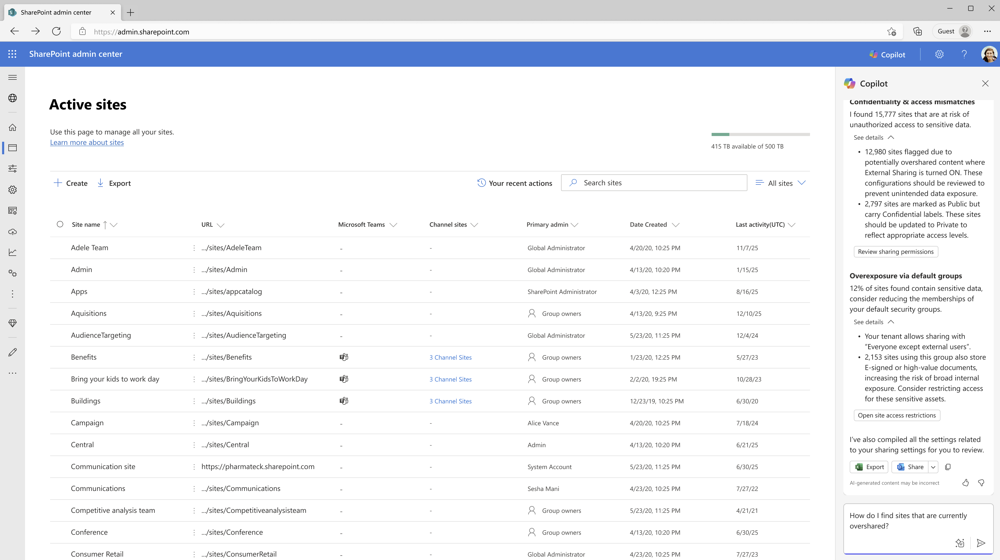 SharePoint admin center
https://admin.sharepoint.com
Guest
SharePoint admin center
Copilot
Active sites
Use this page to manage all your sites.
Learn more about sites
415 TB available of 500 TB
Create
Export
Your recent actions
Search sites
All sites
Site name URL Microsoft Teams Channel sites Primary admin Date Created Last activity(UTC)
Adele Team .../sites/AdeleTeam - - Global Administrator 4/20/20, 10:25 PM 11/7/25
Admin .../sites/Admin - - Global Administrator 4/13/20, 10:20 PM 1/15/25
Apps .../sites/appcatalog - - SharePoint Administrator 4/3/20, 12:25 PM 8/16/25
Aquisitions .../sites/Aquisitions - - Group owners 4/13/20, 9:25 PM 12/10/25
AudienceTargeting .../sites/AudienceTargeting - - Global Administrator 5/23/20, 11:25 PM 12/4/24
Benefits .../sites/Benefits 3 Channel Sites Group owners 1/23/20, 12:25 PM 5/27/23
Bring your kids to work day .../sites/BringYourKidsToWorkDay 3 Channel Sites Group owners 2/2/20, 19:25 PM 10/28/23
Buildings .../sites/Buildings 3 Channel Sites Group owners 12/23/19, 10:25 PM 6/30/20
Campaign .../sites/Campaign - - Alice Vance 4/20/20, 10:25 PM 7/18/24
Central .../sites/Central - - Admin 4/13/20, 10:20 PM 6/21/25
Communication site https://pharmateck.sharepoint.com - - System Account 5/23/20, 11:25 PM 6/30/25
Communications .../sites/Communications - - Sesha Mani 4/23/20, 10:25 PM 7/27/22
Competitive analysis team .../sites/Competitiveanalysisteam - - Group owners 5/23/20, 11:25 PM 4/21/21
Conference .../sites/Conference - - Group owners 4/13/20, 10:20 PM 6/30/25
Consumer Retail .../sites/ConsumerRetail - - Global Administrator 4/23/20, 10:25 PM 7/27/23
Copilot
Confidentiality & access mismatches
I found 15,777 sites that are at risk of
unauthorized access to sensitive data.
See details
• 12,980 sites flagged due to
potentially overshared content where
External Sharing is turned ON. These
configurations should be reviewed to
prevent unintended data exposure.
• 2,797 sites are marked as Public but
carry Confidential labels. These sites
should be updated to Private to
reflect appropriate access levels.
Review sharing permissions
Overexposure via default groups
12% of sites found contain sensitive data,
consider reducing the memberships of
your default security groups.
See details
• Your tenant allows sharing with
“Everyone except external users”.
• 2,153 sites using this group also store
E-signed or high-value documents,
increasing the risk of broad internal
exposure. Consider restricting access
for these sensitive assets.
Open site access restrictions
I’ve also compiled all the settings related
to your sharing settings for you to review.
Export
Share
AI-generated content may be incorrect
How do I find sites that are currently
overshared?